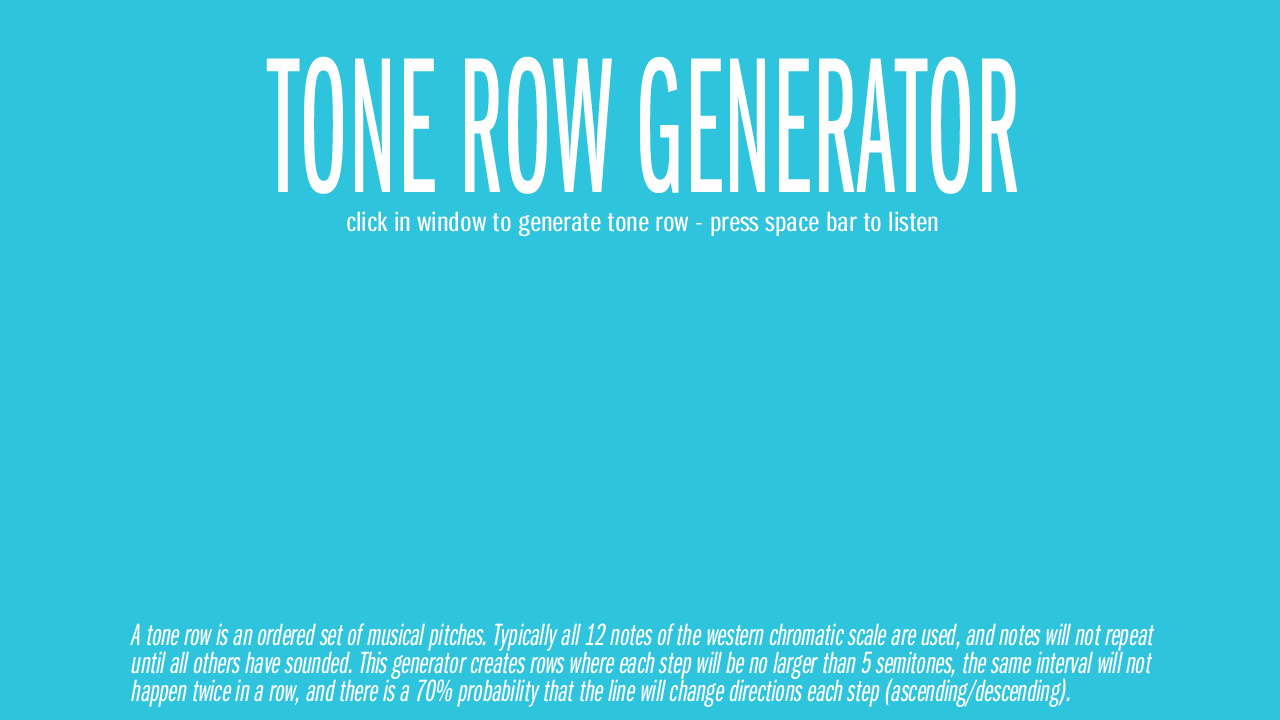 TONE ROW GENERATOR
click in window to generate tone row - press space bar to listen
A tone row is an ordered set of musical pitches. Typically all 12 notes of the western chromatic scale are used, and notes will not repeat
until all others have sounded. This generator creates rows where each step will be no larger than 5 semitones, the same interval will not
happen twice in a row, and there is a 70% probability that the line will change directions each step (ascending/descending).